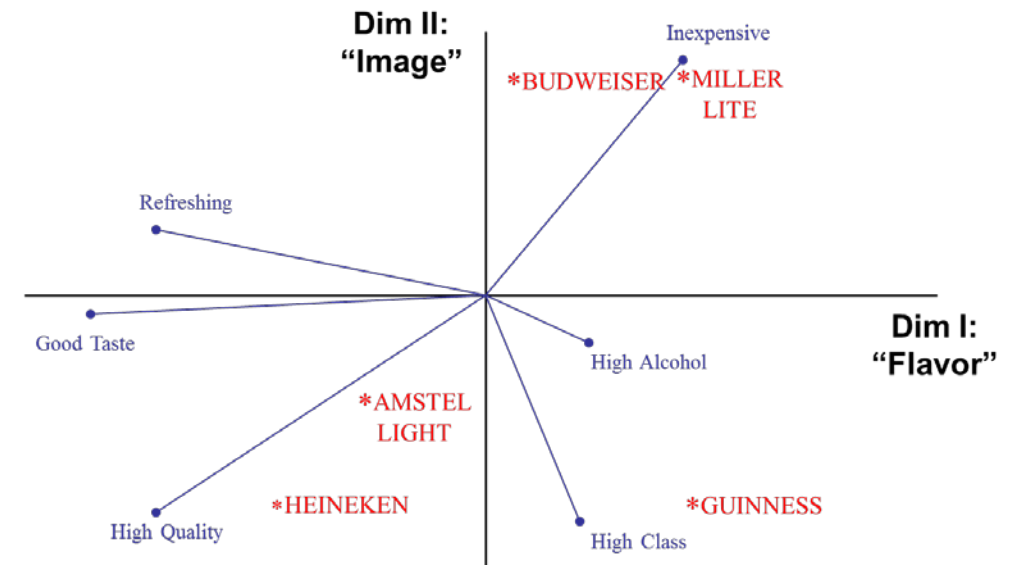 Dim II:
“Image”
Inexpensive
*BUDWEISER
*MILLER
LITE
Refreshing
Good Taste
Dim I:
“Flavor”
High Alcohol
*AMSTEL
LIGHT
*HEINEKEN
*GUINNESS
High Quality
High Class